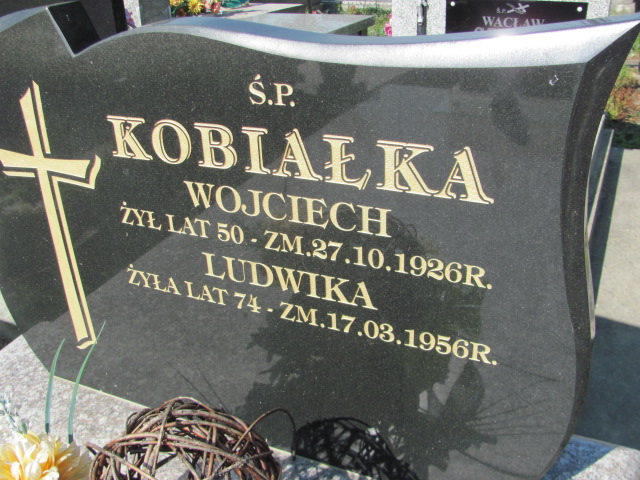 Ś.P.
KOBIAŁKA
WOJCIECH
ŻYŁ LAT 50 - ZM.27.10.1926R.
LUDWIKA
ŻYŁA LAT 74 - ZM.17.03.1956R.
WACŁAW